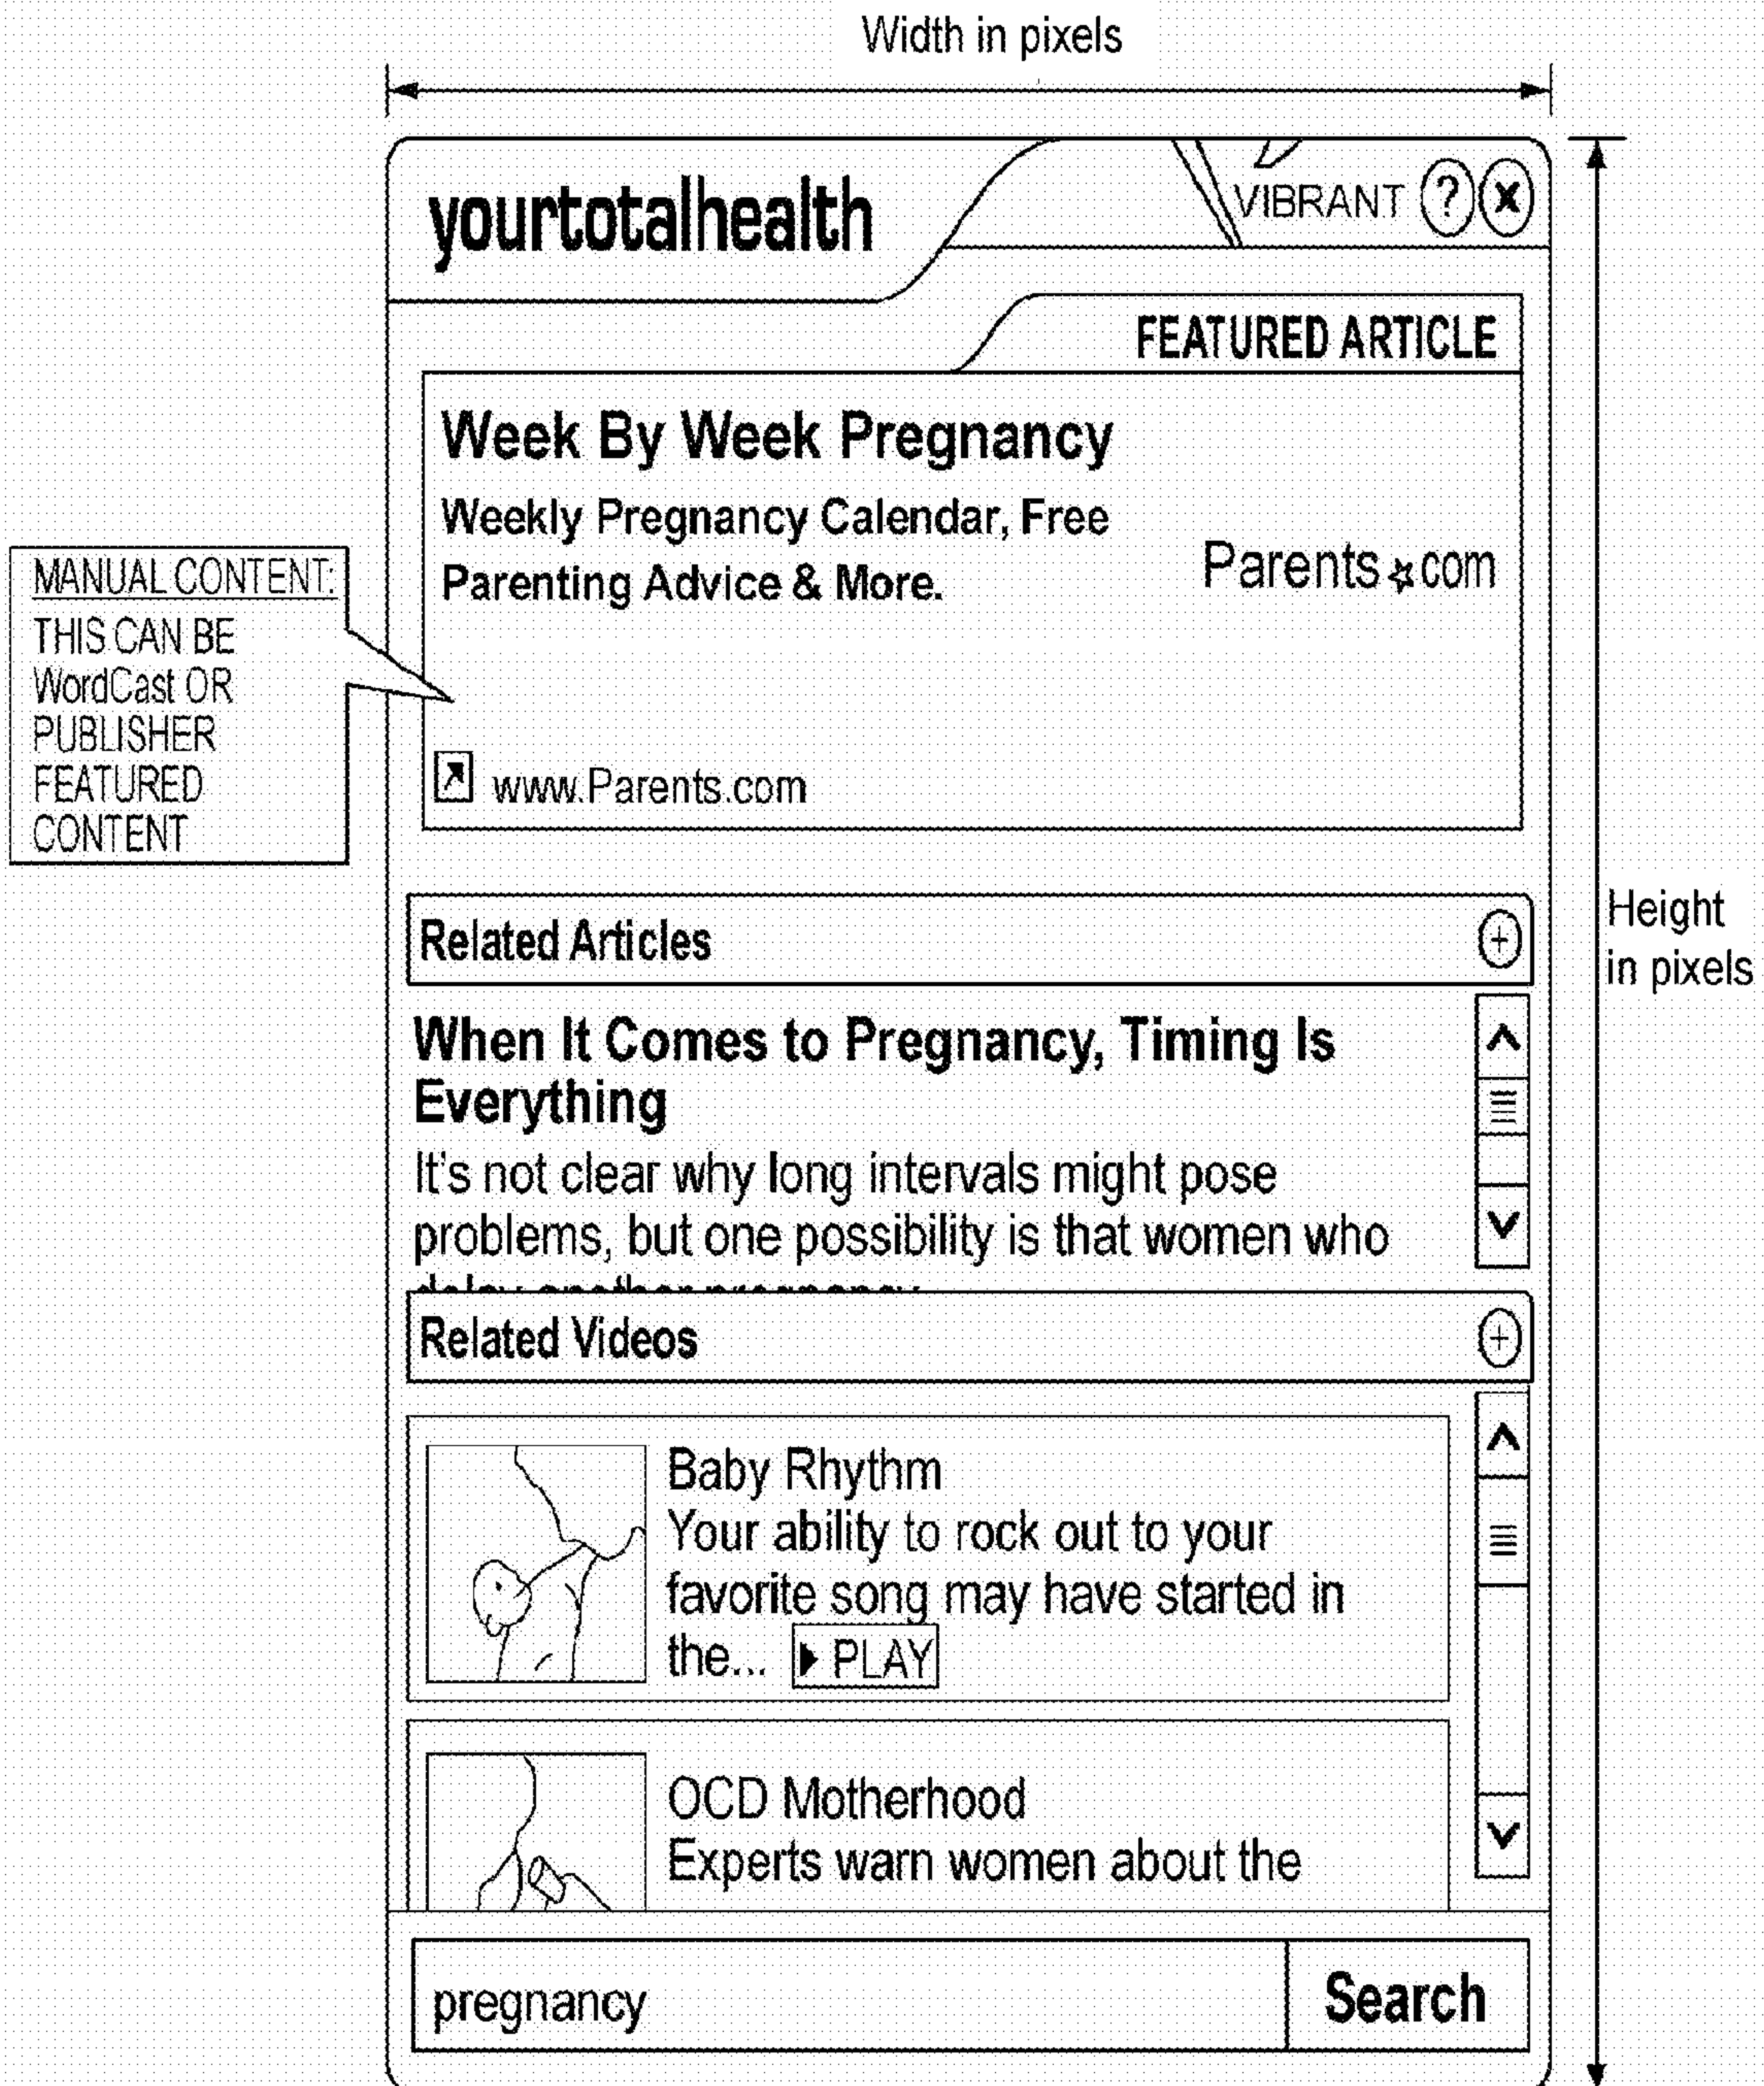 Width in pixels
yourtotalhealth
VIBRANT ? X
FEATURED ARTICLE
Week By Week Pregnancy
Weekly Pregnancy Calendar, Free
Parenting Advice & More.
Parents☆com
www.Parents.com
MANUAL CONTENT:
THIS CAN BE
WordCast OR
PUBLISHER
FEATURED
CONTENT
Height
in pixels
Related Articles
When It Comes to Pregnancy, Timing Is
Everything
It's not clear why long intervals might pose
problems, but one possibility is that women who
delay another pregnancy
Related Videos
Baby Rhythm
Your ability to rock out to your
favorite song may have started in
the... PLAY
OCD Motherhood
Experts warn women about the
pregnancy
Search